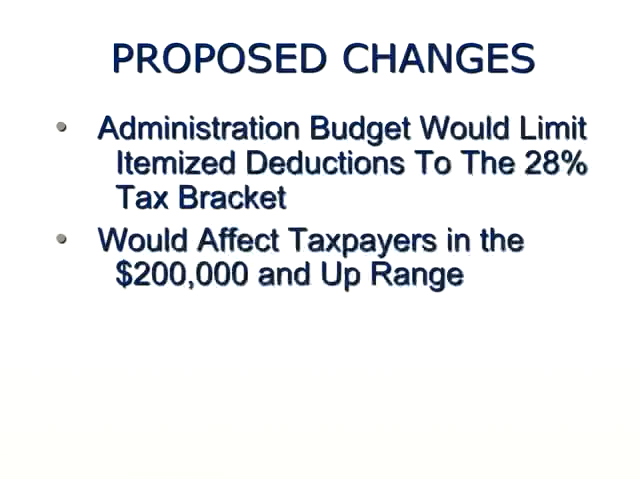 PROPOSED CHANGES
• Administration Budget Would Limit
Itemized Deductions To The 28%
Tax Bracket
• Would Affect Taxpayers in the
$200,000 and Up Range